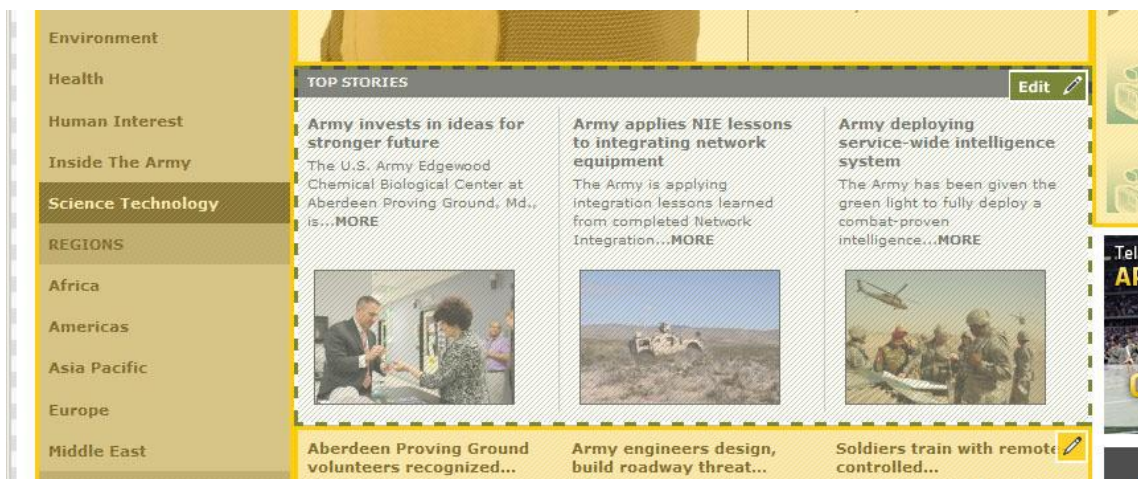 Environment
Health
Human Interest
Inside The Army
Science Technology
REGIONS
Africa
Americas
Asia Pacific
Europe
Middle East
TOP STORIES
Edit
Army invests in ideas for
stronger future
The U.S. Army Edgewood
Chemical Biological Center at
Aberdeen Proving Ground, Md.,
is...MORE
Army applies NIE lessons
to integrating network
equipment
The Army is applying
integration lessons learned
from completed Network
Integration...MORE
Army deploying
service-wide intelligence
system
The Army has been given the
green light to fully deploy a
combat-proven
intelligence...MORE
Aberdeen Proving Ground
volunteers recognized...
Army engineers design,
build roadway threat...
Soldiers train with remote
controlled...
Tel